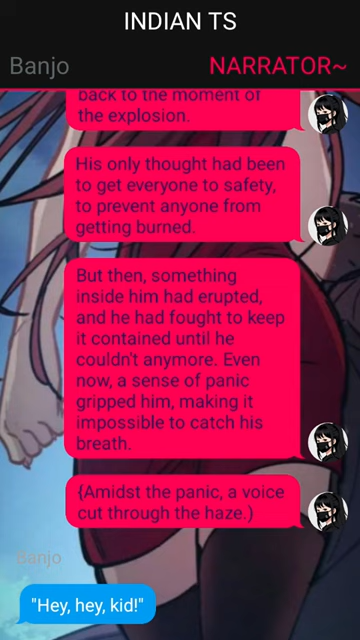 INDIAN TS
Banjo
NARRATOR~
back to the moment of
the explosion.
His only thought had been
to get everyone to safety,
to prevent anyone from
getting burned.
But then, something
inside him had erupted,
and he had fought to keep
it contained until he
couldn't anymore. Even
now, a sense of panic
gripped him, making it
impossible to catch his
breath.
{Amidst the panic, a voice
cut through the haze.)
Banjo
"Hey, hey, kid!"